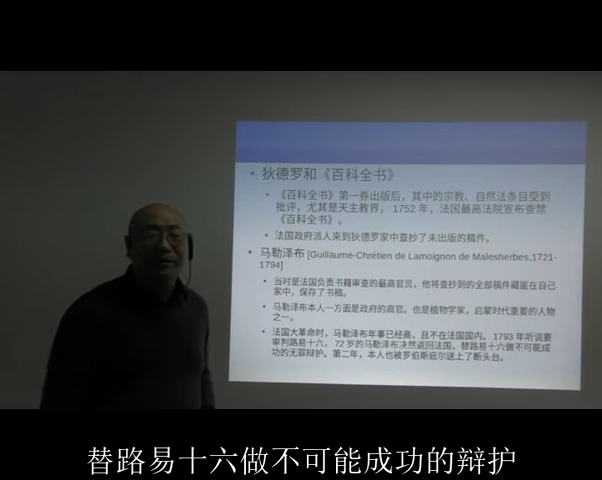 狄德罗和《百科全书》
《百科全书》第一券出版后，其中的宗教、自然法条目受到
批评，尤其是天主教界， 1752 年，法国最高法院宣布查禁
《百科全书》。
法国政府派人来到狄德罗家中查抄了未出版的稿件。
马勒泽布 [Guillaume-Chrétien de Lamoignon de Malesherbes,1721-
1794]
当时是法国负责书籍审查的最高官员，他将查抄到的全部稿件藏匿在自己
家中，保存了书稿。
马勒泽布本人一方面是政府的高官。也是植物学家，启蒙时代重要的人物
之一。
法国大革命时，马勒泽布年事已经高，且不在法国国内。 1793 年听说要
审判路易十六， 72 岁的马勒泽布决然返回法国，替路易十六做不可能成
功的无罪辩护。第二年，本人也被罗伯斯庇尔送上了断头台。
替路易十六做不可能成功的辩护